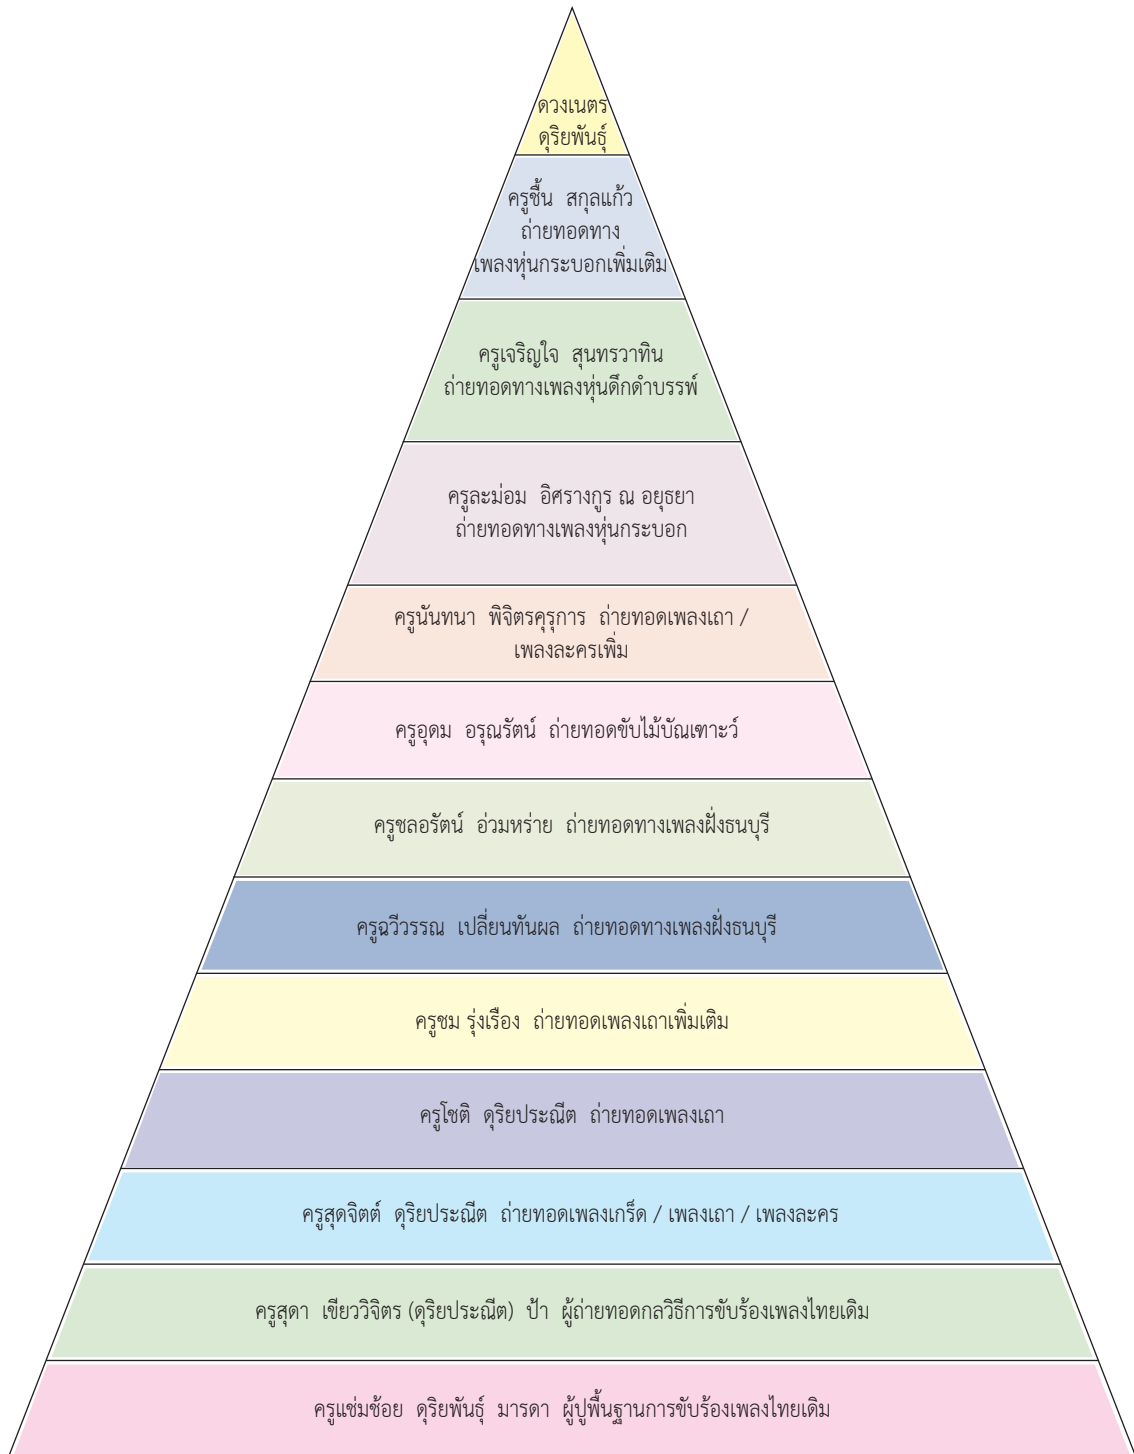 ดวงเนตร
ดุริยพันธุ์
ครูชื้น สกุลแก้ว
ถ่ายทอดทาง
เพลงหุ่นกระบอกเพิ่มเติม
ครูเจริญใจ สุนทรวาทิน
ถ่ายทอดทางเพลงหุ่นดึกดำบรรพ์
ครูละม่อม อิศรางกูร ณ อยุธยา
ถ่ายทอดทางเพลงหุ่นกระบอก
ครูนันทนา พิจิตรคุรุการ ถ่ายทอดเพลงเถา /
เพลงละครเพิ่ม
ครูอุดม อรุณรัตน์ ถ่ายทอดขับไม้บัณเฑาะว์
ครูชลอรัตน์ อ่วมหร่าย ถ่ายทอดทางเพลงฝั่งธนบุรี
ครูฉวีวรรณ เปลี่ยนทันผล ถ่ายทอดทางเพลงฝั่งธนบุรี
ครูชม รุ่งเรือง ถ่ายทอดเพลงเถาเพิ่มเติม
ครูโชติ ดุริยประณีต ถ่ายทอดเพลงเถา
ครูสุดจิตต์ ดุริยประณีต ถ่ายทอดเพลงเกร็ด / เพลงเถา / เพลงละคร
ครูสุดา เขียววิจิตร (ดุริยประณีต) ป้า ผู้ถ่ายทอดกลวิธีการขับร้องเพลงไทยเดิม
ครูแช่มช้อย ดุริยพันธุ์ มารดา ผู้ปูพื้นฐานการขับร้องเพลงไทยเดิม